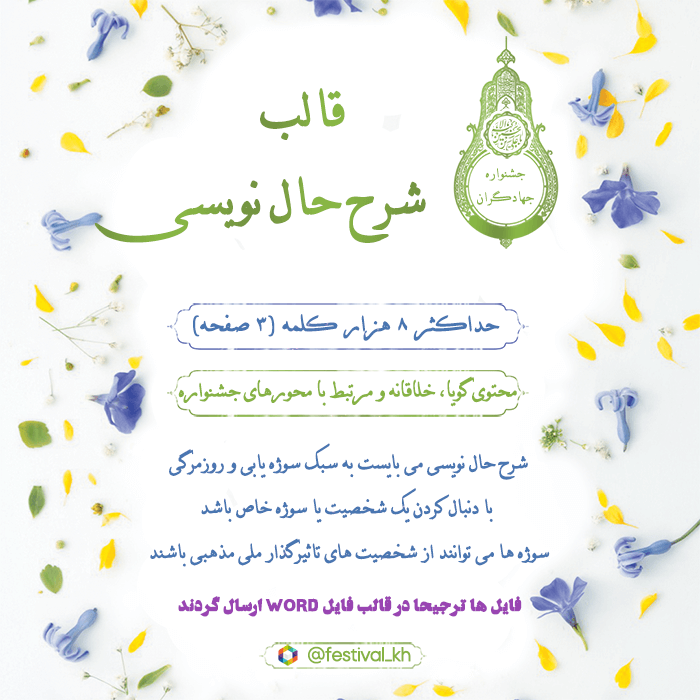 قالب
شرح حال نویسی
جشنواره
جهادگران
حداکثر ۸ هزار کلمه (۳ صفحه)
محتوی گویا، خلاقانه و مرتبط با محورهای جشنواره
شرح حال نویسی می بایست به سبک سوژه یابی و روزمرگی
با دنبال کردن یک شخصیت یا سوژه خاص باشد
سوژه ها می توانند از شخصیت های تاثیرگذار ملی مذهبی باشند
فایل ها ترجیحا در قالب فایل WORD ارسال گردند
@festival_kh